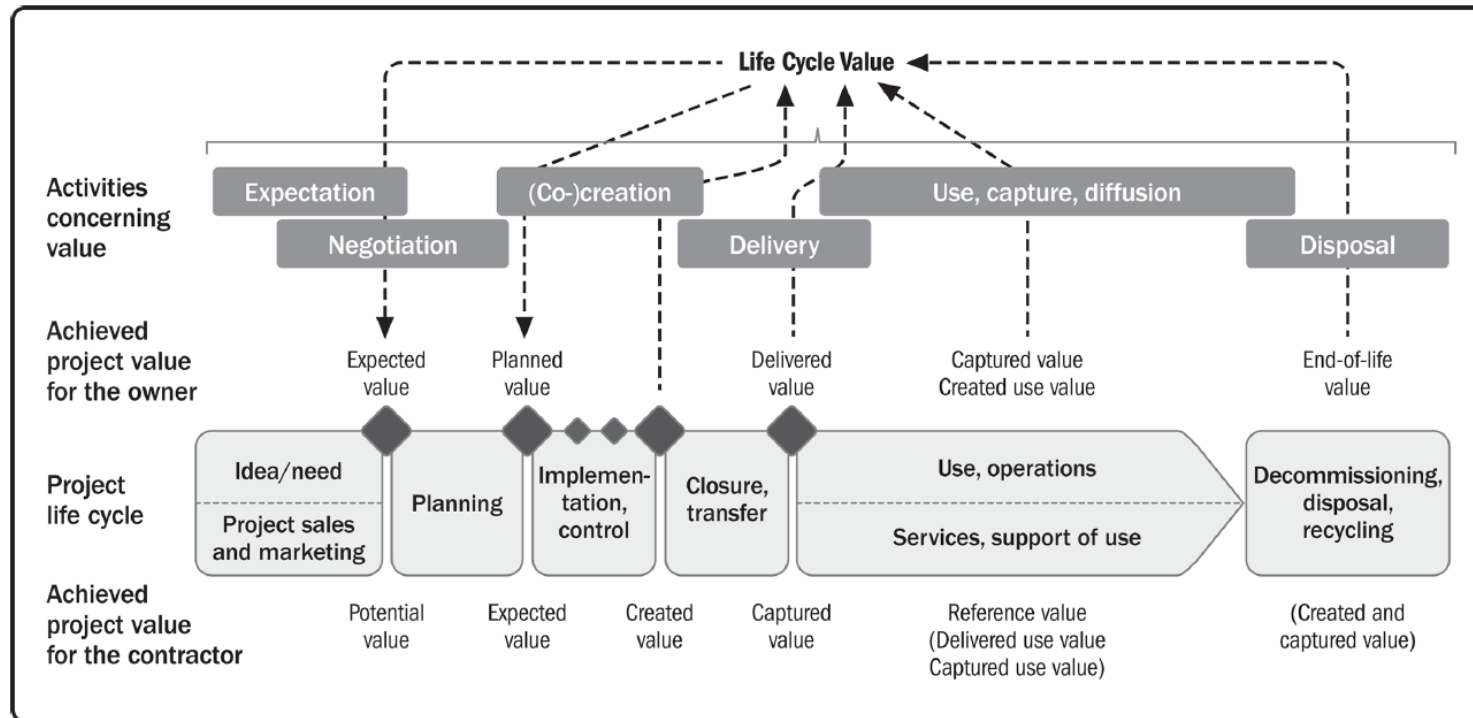 Life Cycle Value
Activities
concerning
value
Expectation
(Co-)creation
Use, capture, diffusion
Negotiation
Delivery
Disposal
Achieved
project value
for the owner
Expected
value
Planned
value
Delivered
value
Captured value
Created use value
End-of-life
value
Project
life cycle
Idea/need
Project sales
and marketing
Planning
Implemen-
tation,
control
Closure,
transfer
Use, operations
Services, support of use
Decommissioning,
disposal,
recycling
Achieved
project value
for the contractor
Potential
value
Expected
value
Created
value
Captured
value
Reference value
(Delivered use value
Captured use value)
(Created and
captured value)